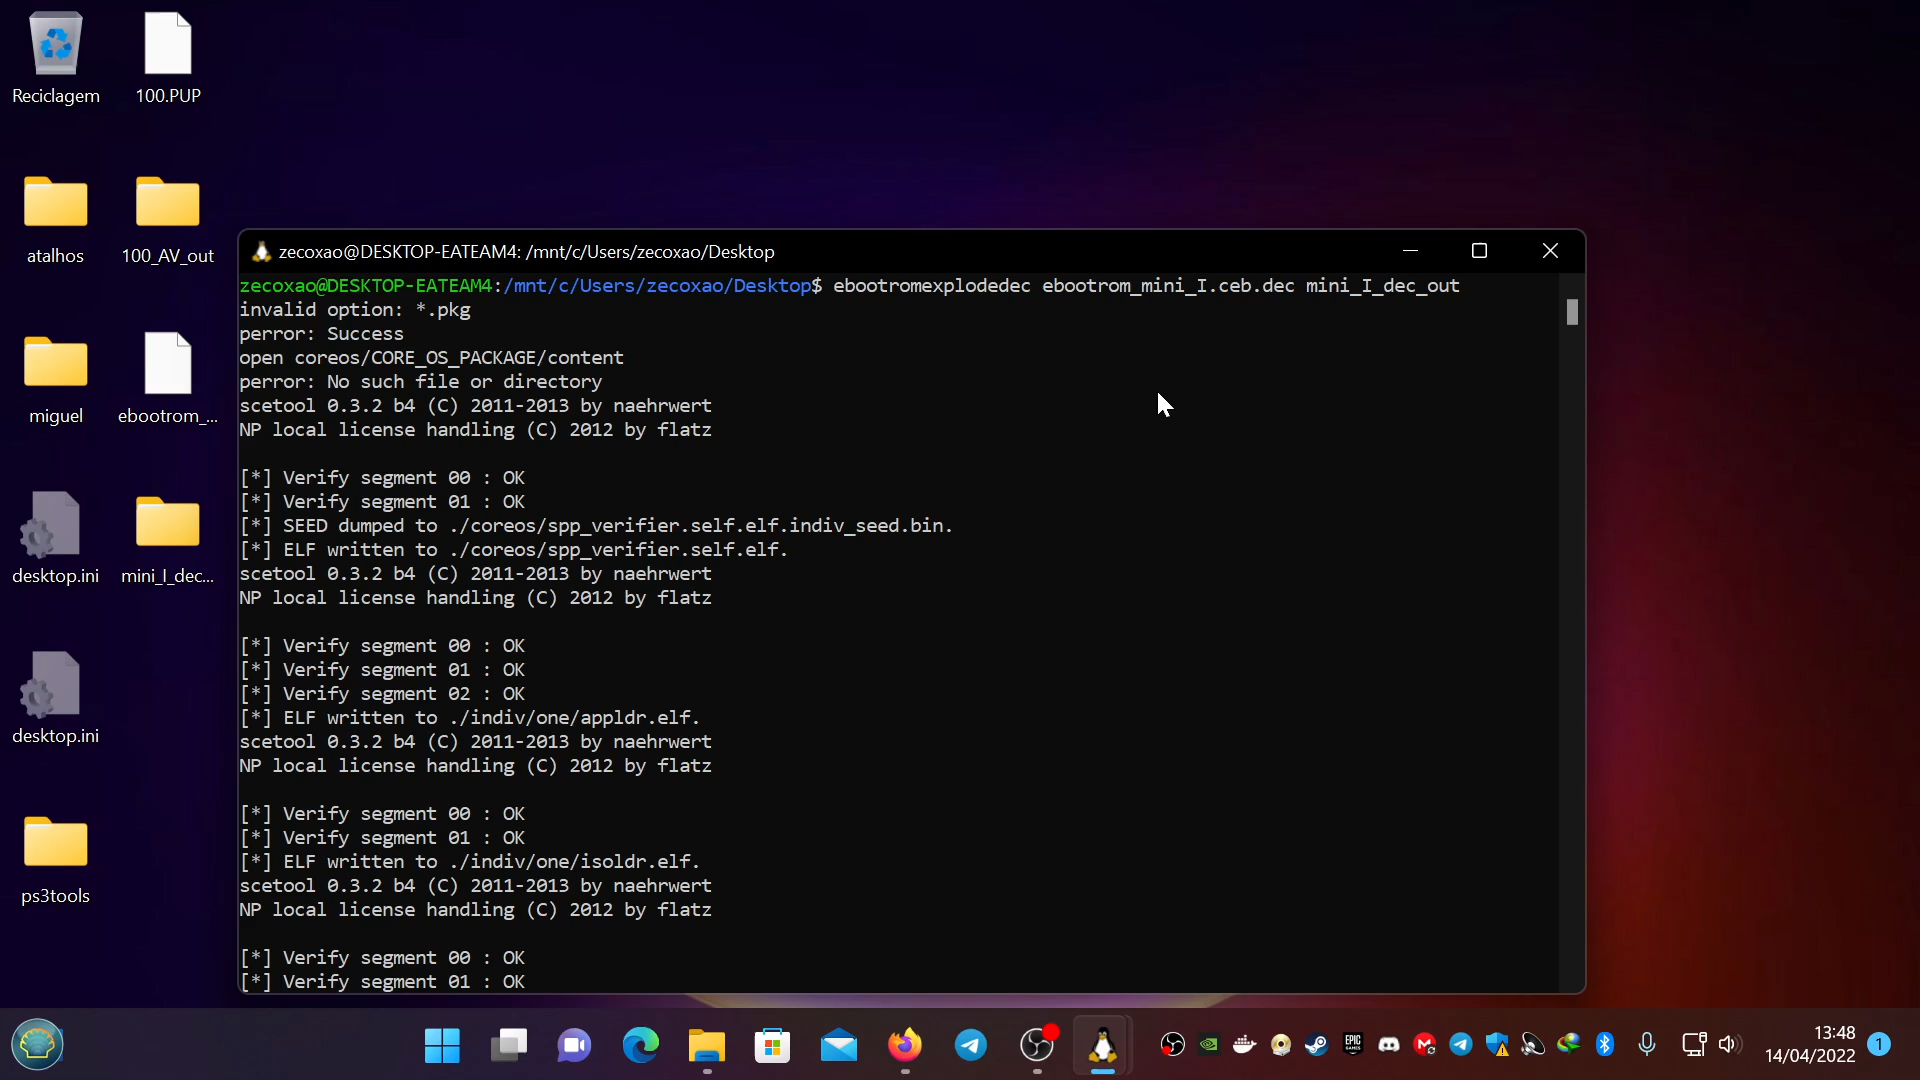 Reciclagem
100.PUP
atalhos
100_AV_out
miguel
ebootrom_...
desktop.ini
mini_I_dec...
desktop.ini
ps3tools
zecoxao@DESKTOP-EATEAM4: /mnt/c/Users/zecoxao/Desktop
zecoxao@DESKTOP-EATEAM4:/mnt/c/Users/zecoxao/Desktop$ ebootromexplodedec ebootrom_mini_I.ceb.dec mini_I_dec_out
invalid option: *.pkg
perror: Success
open coreos/CORE_OS_PACKAGE/content
perror: No such file or directory
scetool 0.3.2 b4 (C) 2011-2013 by naehrwert
NP local license handling (C) 2012 by flatz
[*] Verify segment 00 : OK
[*] Verify segment 01 : OK
[*] SEED dumped to ./coreos/spp_verifier.self.elf.indiv_seed.bin.
[*] ELF written to ./coreos/spp_verifier.self.elf.
scetool 0.3.2 b4 (C) 2011-2013 by naehrwert
NP local license handling (C) 2012 by flatz
[*] Verify segment 00 : OK
[*] Verify segment 01 : OK
[*] Verify segment 02 : OK
[*] ELF written to ./indiv/one/appldr.elf.
scetool 0.3.2 b4 (C) 2011-2013 by naehrwert
NP local license handling (C) 2012 by flatz
[*] Verify segment 00 : OK
[*] Verify segment 01 : OK
[*] ELF written to ./indiv/one/isoldr.elf.
scetool 0.3.2 b4 (C) 2011-2013 by naehrwert
NP local license handling (C) 2012 by flatz
[*] Verify segment 00 : OK
[*] Verify segment 01 : OK
EPIC GAMES
13:48
14/04/2022
1